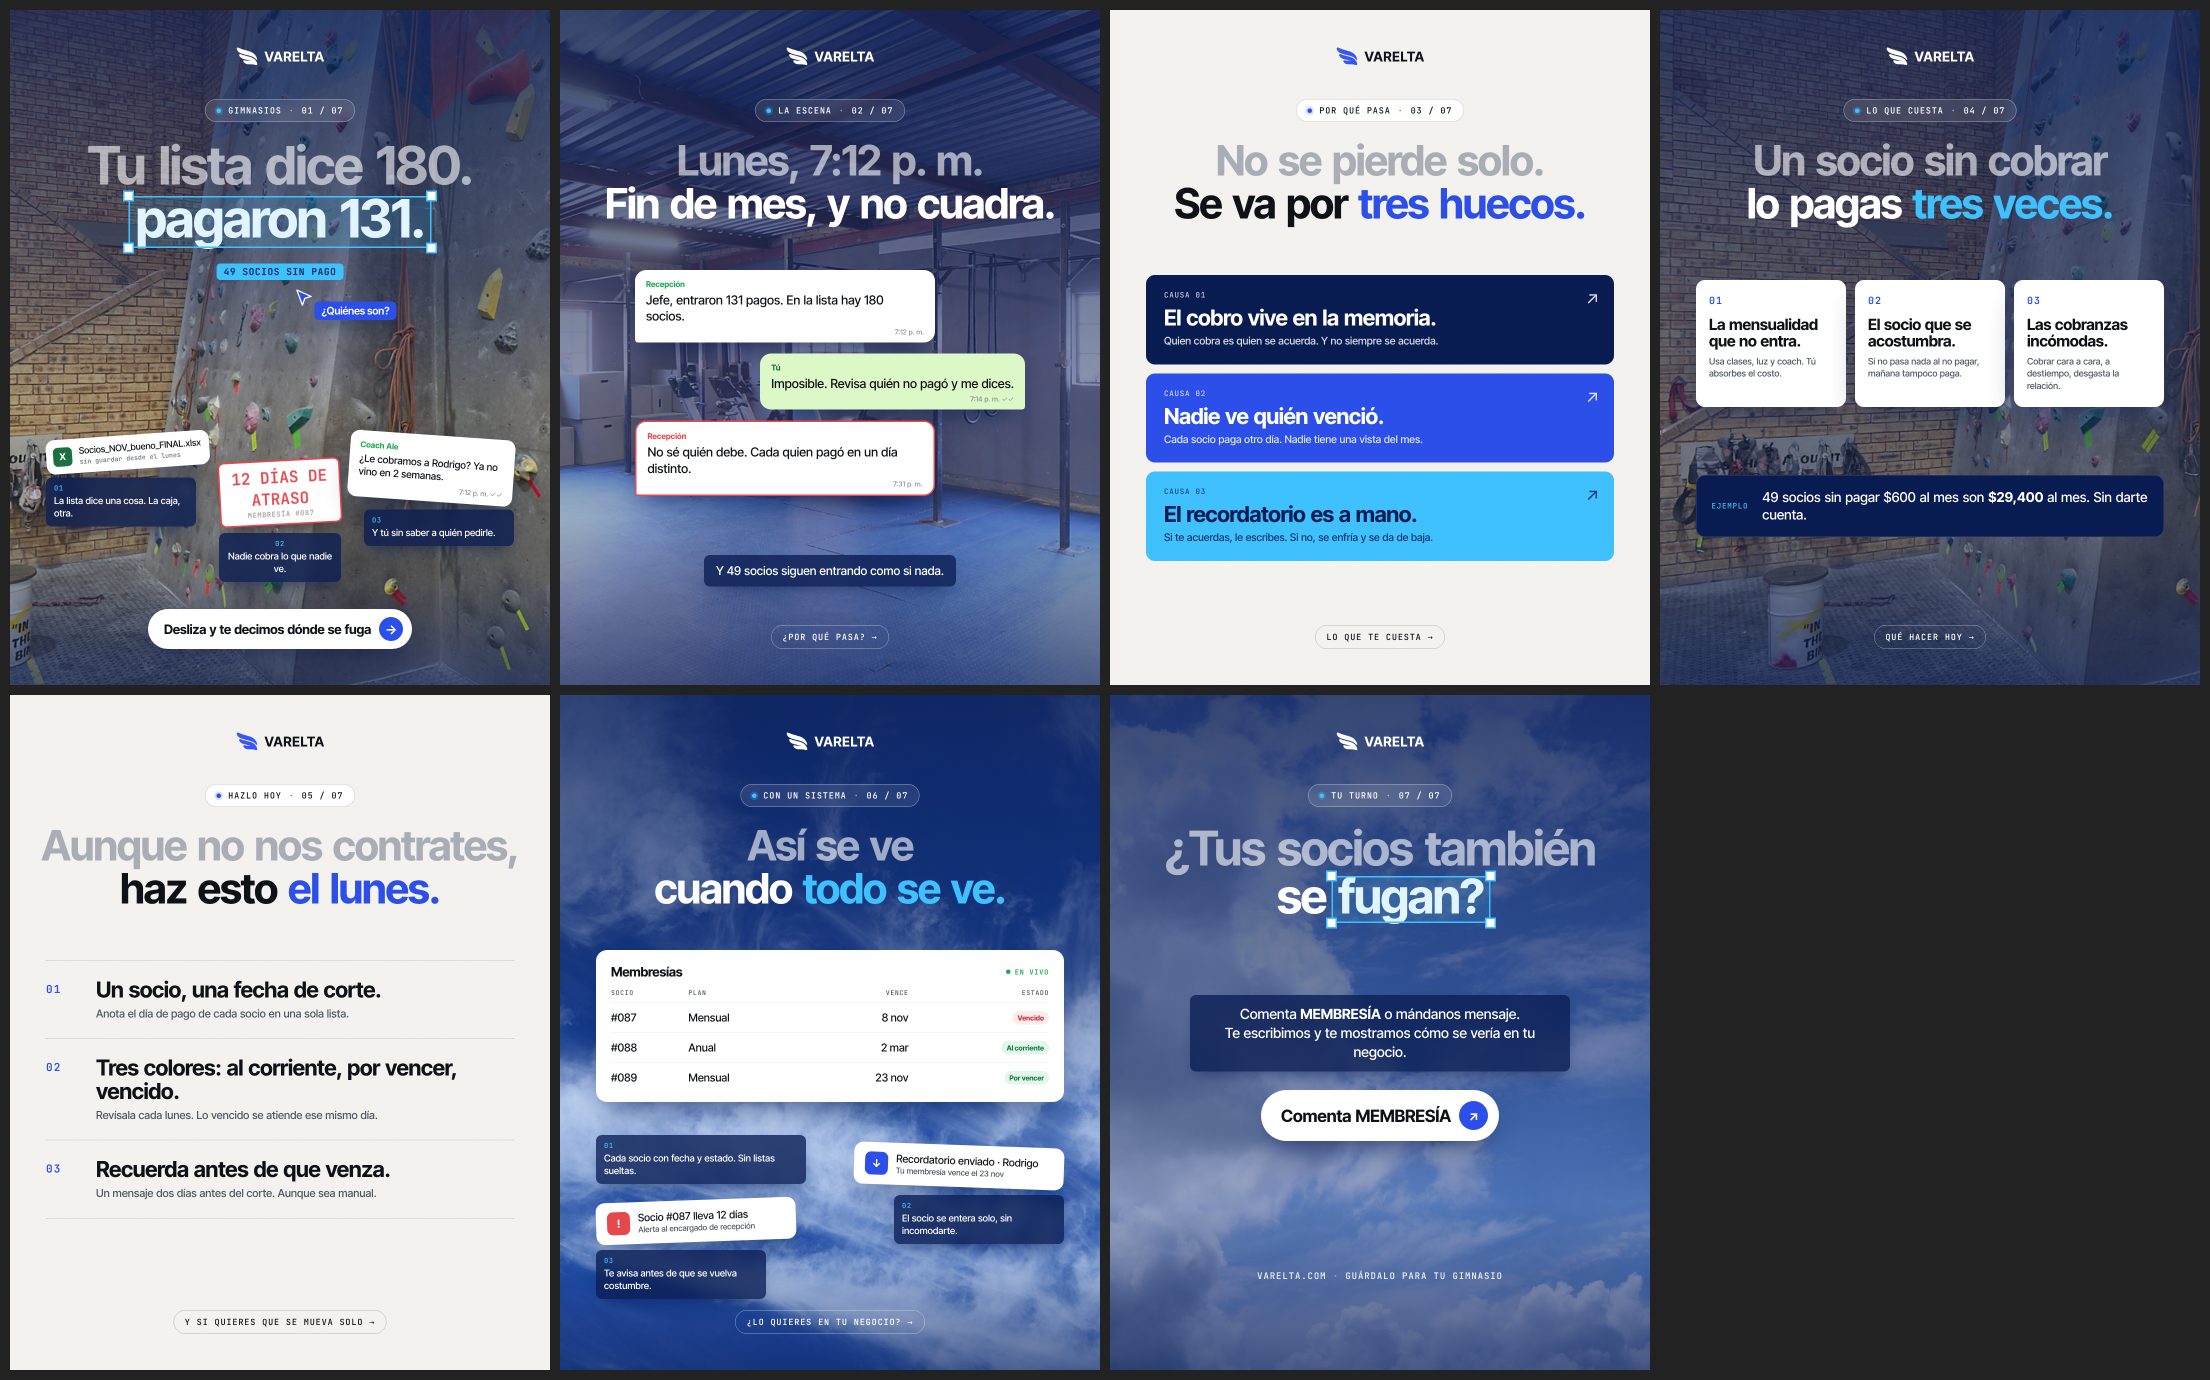 VARELTA
GIMNASIOS · 01 / 07
Tu lista dice 180.
pagaron 131.
49 SOCIOS SIN PAGO
¿Quiénes son?
X
Socios_NOV_bueno_FINAL.xlsx
sin guardar desde el lunes
01
La lista dice una cosa. La caja,
otra.
12 DÍAS DE
ATRASO
MEMBRESÍA #087
02
Nadie cobra lo que nadie
ve.
Coach Ale
¿Le cobramos a Rodrigo? Ya no
vino en 2 semanas.
7:12 p. m. ✓✓
03
Y tú sin saber a quién pedirle.
Desliza y te decimos dónde se fuga →
VARELTA
LA ESCENA · 02 / 07
Lunes, 7:12 p. m.
Fin de mes, y no cuadra.
Recepción
Jefe, entraron 131 pagos. En la lista hay 180
socios.
7:12 p. m.
Tú
Imposible. Revisa quién no pagó y me dices.
7:14 p. m. ✓✓
Recepción
No sé quién debe. Cada quien pagó en un día
distinto.
7:31 p. m.
Y 49 socios siguen entrando como si nada.
¿POR QUÉ PASA? →
VARELTA
POR QUÉ PASA · 03 / 07
No se pierde solo.
Se va por tres huecos.
CAUSA 01
El cobro vive en la memoria.
Quien cobra es quien se acuerda. Y no siempre se acuerda.
CAUSA 02
Nadie ve quién venció.
Cada socio paga otro día. Nadie tiene una vista del mes.
CAUSA 03
El recordatorio es a mano.
Si te acuerdas, le escribes. Si no, se enfría y se da de baja.
LO QUE TE CUESTA →
VARELTA
LO QUE CUESTA · 04 / 07
Un socio sin cobrar
lo pagas tres veces.
01
La mensualidad
que no entra.
Usa clases, luz y coach. Tú
absorbes el costo.
02
El socio que se
acostumbra.
Si no pasa nada al no pagar,
mañana tampoco paga.
03
Las cobranzas
incómodas.
Cobrar cara a cara, a
destiempo, desgasta la
relación.
EJEMPLO
49 socios sin pagar $600 al mes son $29,400 al mes. Sin darte
cuenta.
QUÉ HACER HOY →
VARELTA
HAZLO HOY · 05 / 07
Aunque no nos contrates,
haz esto el lunes.
01
Un socio, una fecha de corte.
Anota el día de pago de cada socio en una sola lista.
02
Tres colores: al corriente, por vencer,
vencido.
Revísala cada lunes. Lo vencido se atiende ese mismo día.
03
Recuerda antes de que venza.
Un mensaje dos días antes del corte. Aunque sea manual.
Y SI QUIERES QUE SE MUEVA SOLO →
VARELTA
CON UN SISTEMA · 06 / 07
Así se ve
cuando todo se ve.
Membresías EN VIVO
SOCIO PLAN VENCE ESTADO
#087 Mensual 8 nov Vencido
#088 Anual 2 mar Al corriente
#089 Mensual 23 nov Por vencer
01
Cada socio con fecha y estado. Sin listas
sueltas.
Recordatorio enviado · Rodrigo
Tu membresía vence el 23 nov
02
El socio se entera solo, sin
incomodarte.
!
Socio #087 lleva 12 días
Alerta al encargado de recepción
03
Te avisa antes de que se vuelva
costumbre.
¿LO QUIERES EN TU NEGOCIO? →
VARELTA
TU TURNO · 07 / 07
¿Tus socios también
se fugan?
Comenta MEMBRESÍA o mándanos mensaje.
Te escribimos y te mostramos cómo se vería en tu
negocio.
Comenta MEMBRESÍA
VARELTA.COM · GUÁRDALO PARA TU GIMNASIO